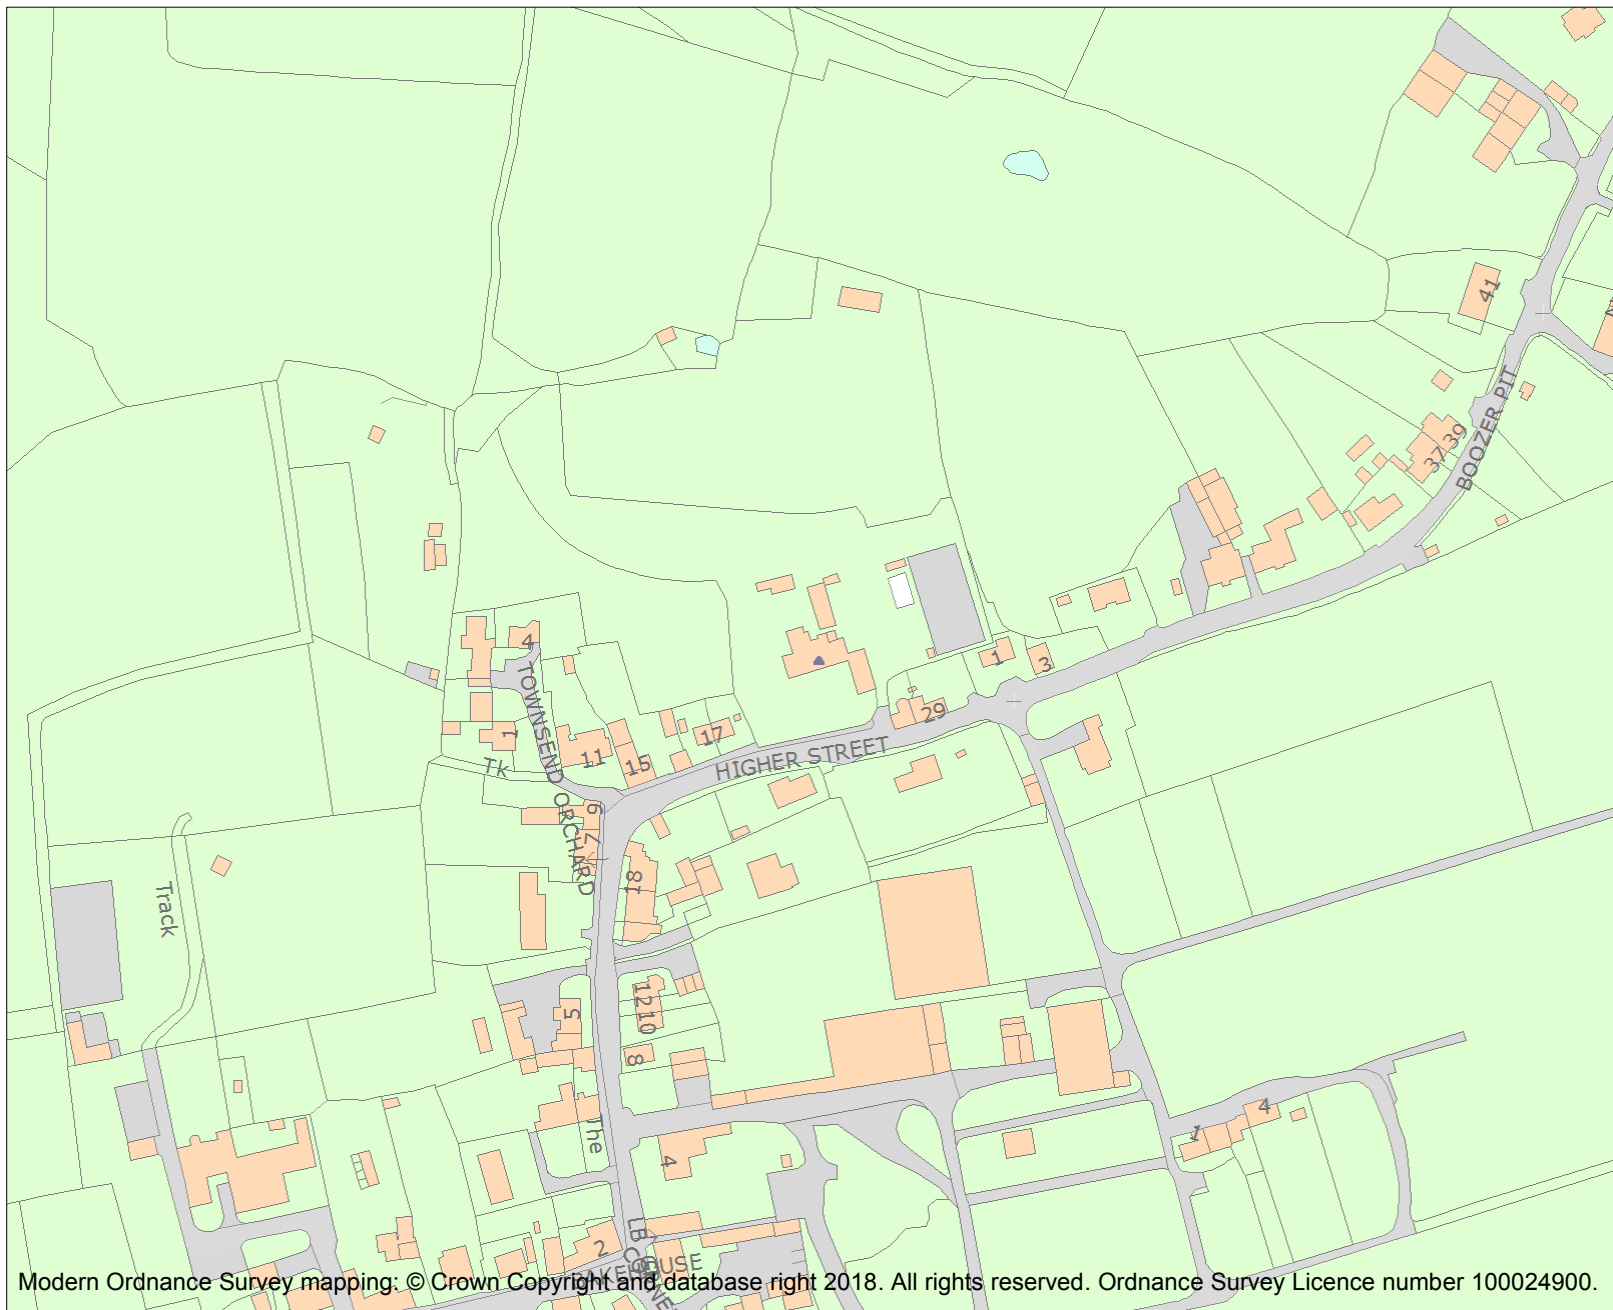 41
BOOZER PIT
39
37
4
1
3
29
17
TOWNSEND ORCHARD
1
11
15
HIGHER STREET
Tk
9
7
18
Track
12
10
5
8
The
4
4
1
2
LB
Modern Ordnance Survey mapping: © Crown Copyright and database right 2018. All rights reserved. Ordnance Survey Licence number 100024900.